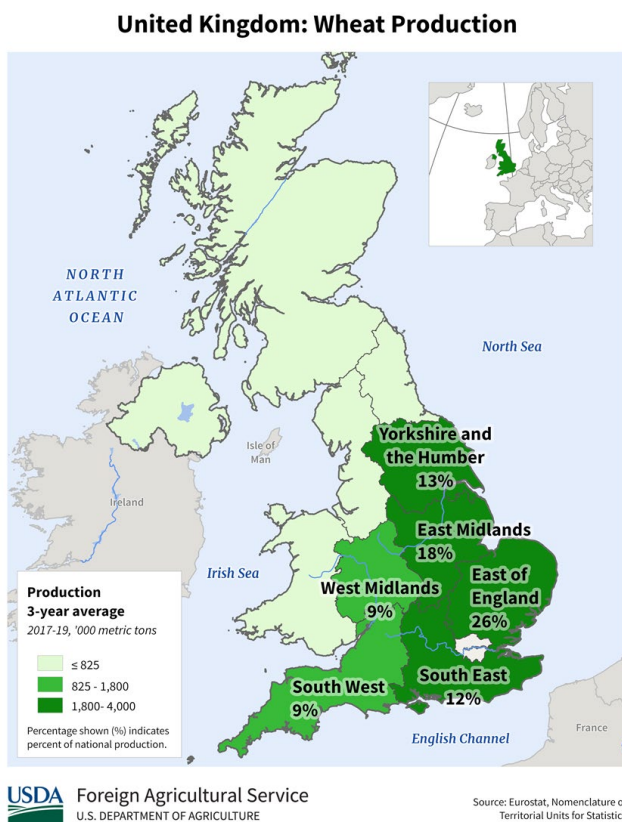 United Kingdom: Wheat Production
NORTH
ATLANTIC
OCEAN
North Sea
Isle of
Man
Ireland
Irish Sea
Yorkshire and
the Humber
13%
East Midlands
18%
East of
England
26%
West Midlands
9%
South West
9%
South East
12%
English Channel
France
Production
3-year average
2017-19, '000 metric tons
≤ 825
825 - 1,800
1,800- 4,000
Percentage shown (%) indicates
percent of national production.
USDA
Foreign Agricultural Service
U.S. DEPARTMENT OF AGRICULTURE
Source: Eurostat, Nomenclature o
Territorial Units for Statistic